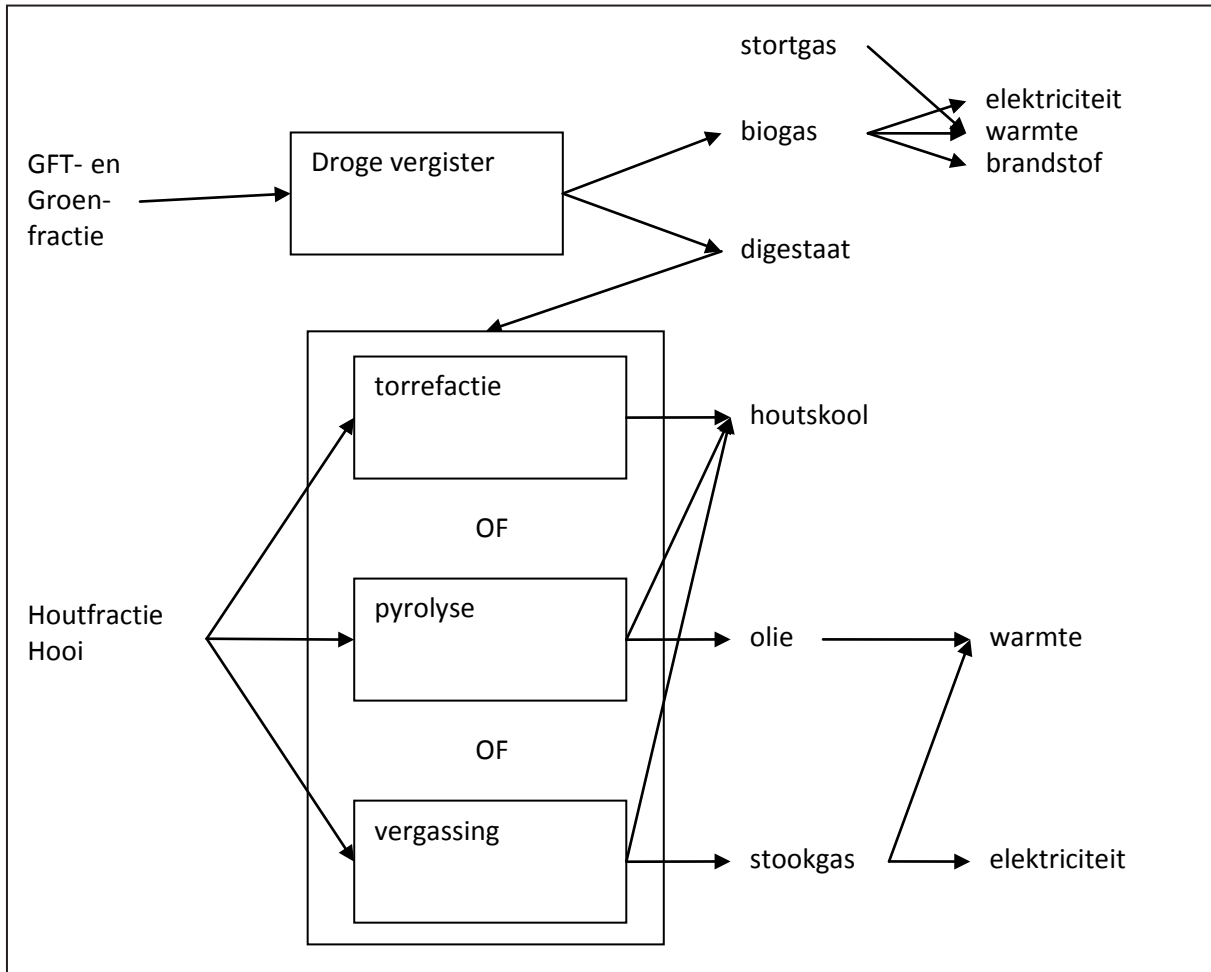 stortgas
elektriciteit
biogas
warmte
brandstof
GFT- en
Groen-
fractie
Droge vergister
digestaat
torrefactie
houtskool
OF
Houtfractie
Hooi
pyrolyse
olie
warmte
OF
vergassing
stookgas
elektriciteit